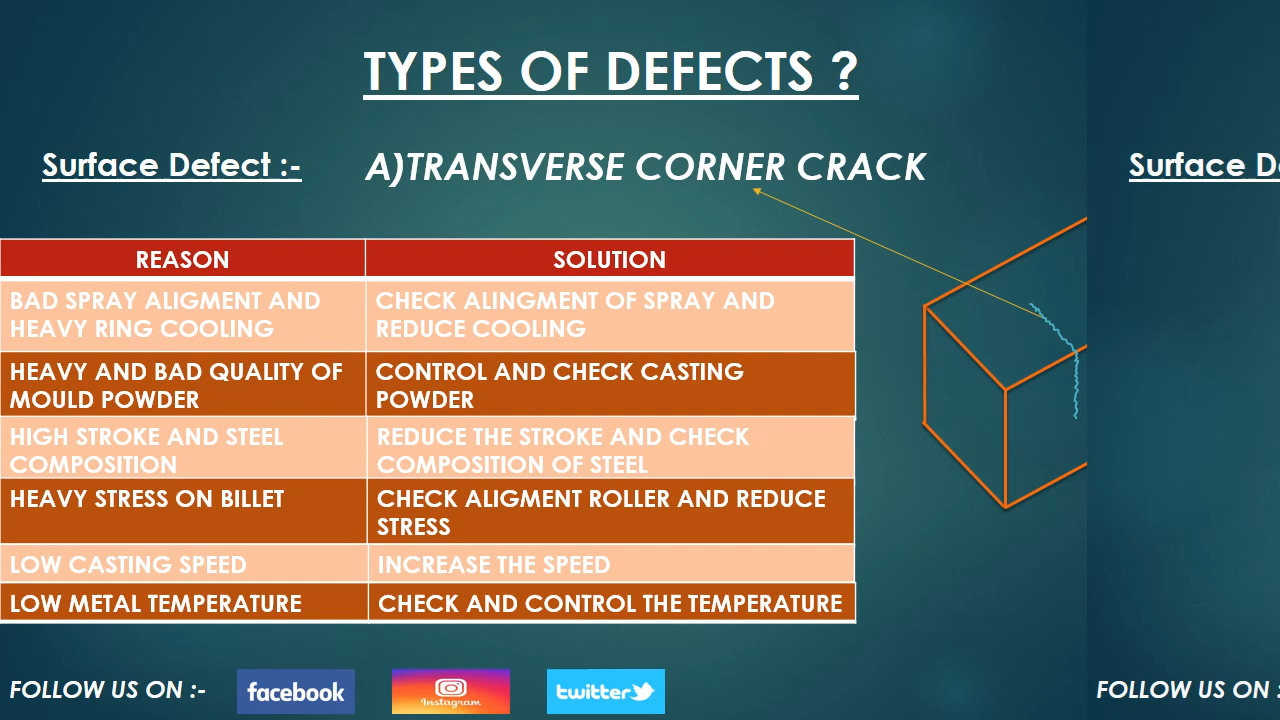 TYPES OF DEFECTS ?
Surface Defect :-
A)TRANSVERSE CORNER CRACK
Surface D
REASON
SOLUTION
BAD SPRAY ALIGMENT AND
HEAVY RING COOLING
CHECK ALINGMENT OF SPRAY AND
REDUCE COOLING
HEAVY AND BAD QUALITY OF
MOULD POWDER
CONTROL AND CHECK CASTING
POWDER
HIGH STROKE AND STEEL
COMPOSITION
REDUCE THE STROKE AND CHECK
COMPOSITION OF STEEL
HEAVY STRESS ON BILLET
CHECK ALIGMENT ROLLER AND REDUCE
STRESS
LOW CASTING SPEED
INCREASE THE SPEED
LOW METAL TEMPERATURE
CHECK AND CONTROL THE TEMPERATURE
FOLLOW US ON :-
facebook
Instagram
twitter
FOLLOW US ON :